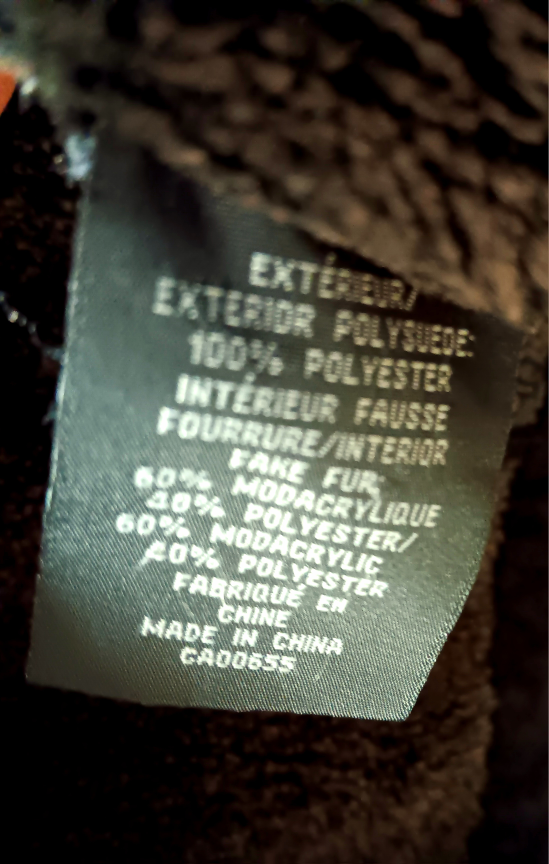 EXTÉRIEUR/
EXTERIOR POLYSUEDE:
100% POLYESTER
INTÉRIEUR FAUSSE
FOURRURE/INTERIOR
FAKE FUR:
60% MODACRYLIQUE
40% POLYESTER/
60% MODACRYLIC
40% POLYESTER
FABRIQUÉ EN
CHINE
MADE IN CHINA
CA00655